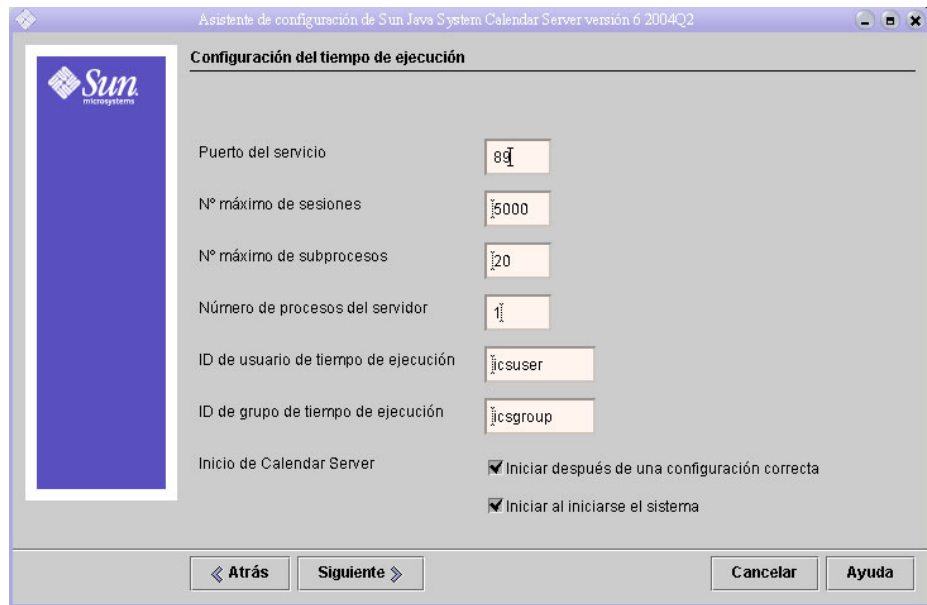 Asistente de configuración de Sun Java System Calendar Server versión 6 2004Q2
Sun
microsystems
Configuración del tiempo de ejecución
Puerto del servicio
89
Nº máximo de sesiones
5000
Nº máximo de subprocesos
20
Número de procesos del servidor
1
ID de usuario de tiempo de ejecución
icsuser
ID de grupo de tiempo de ejecución
icsgroup
Inicio de Calendar Server
Iniciar después de una configuración correcta
Iniciar al iniciarse el sistema
Atrás
Siguiente
Cancelar
Ayuda